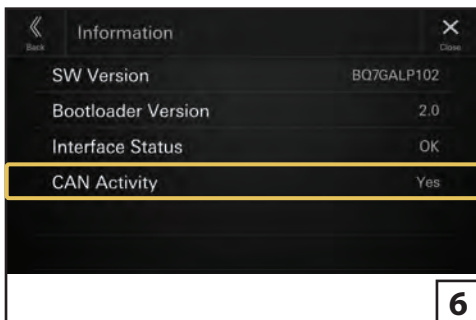 Information
Back
Close
SW Version BQ7GALP102
Bootloader Version 2.0
Interface Status OK
CAN Activity Yes
6